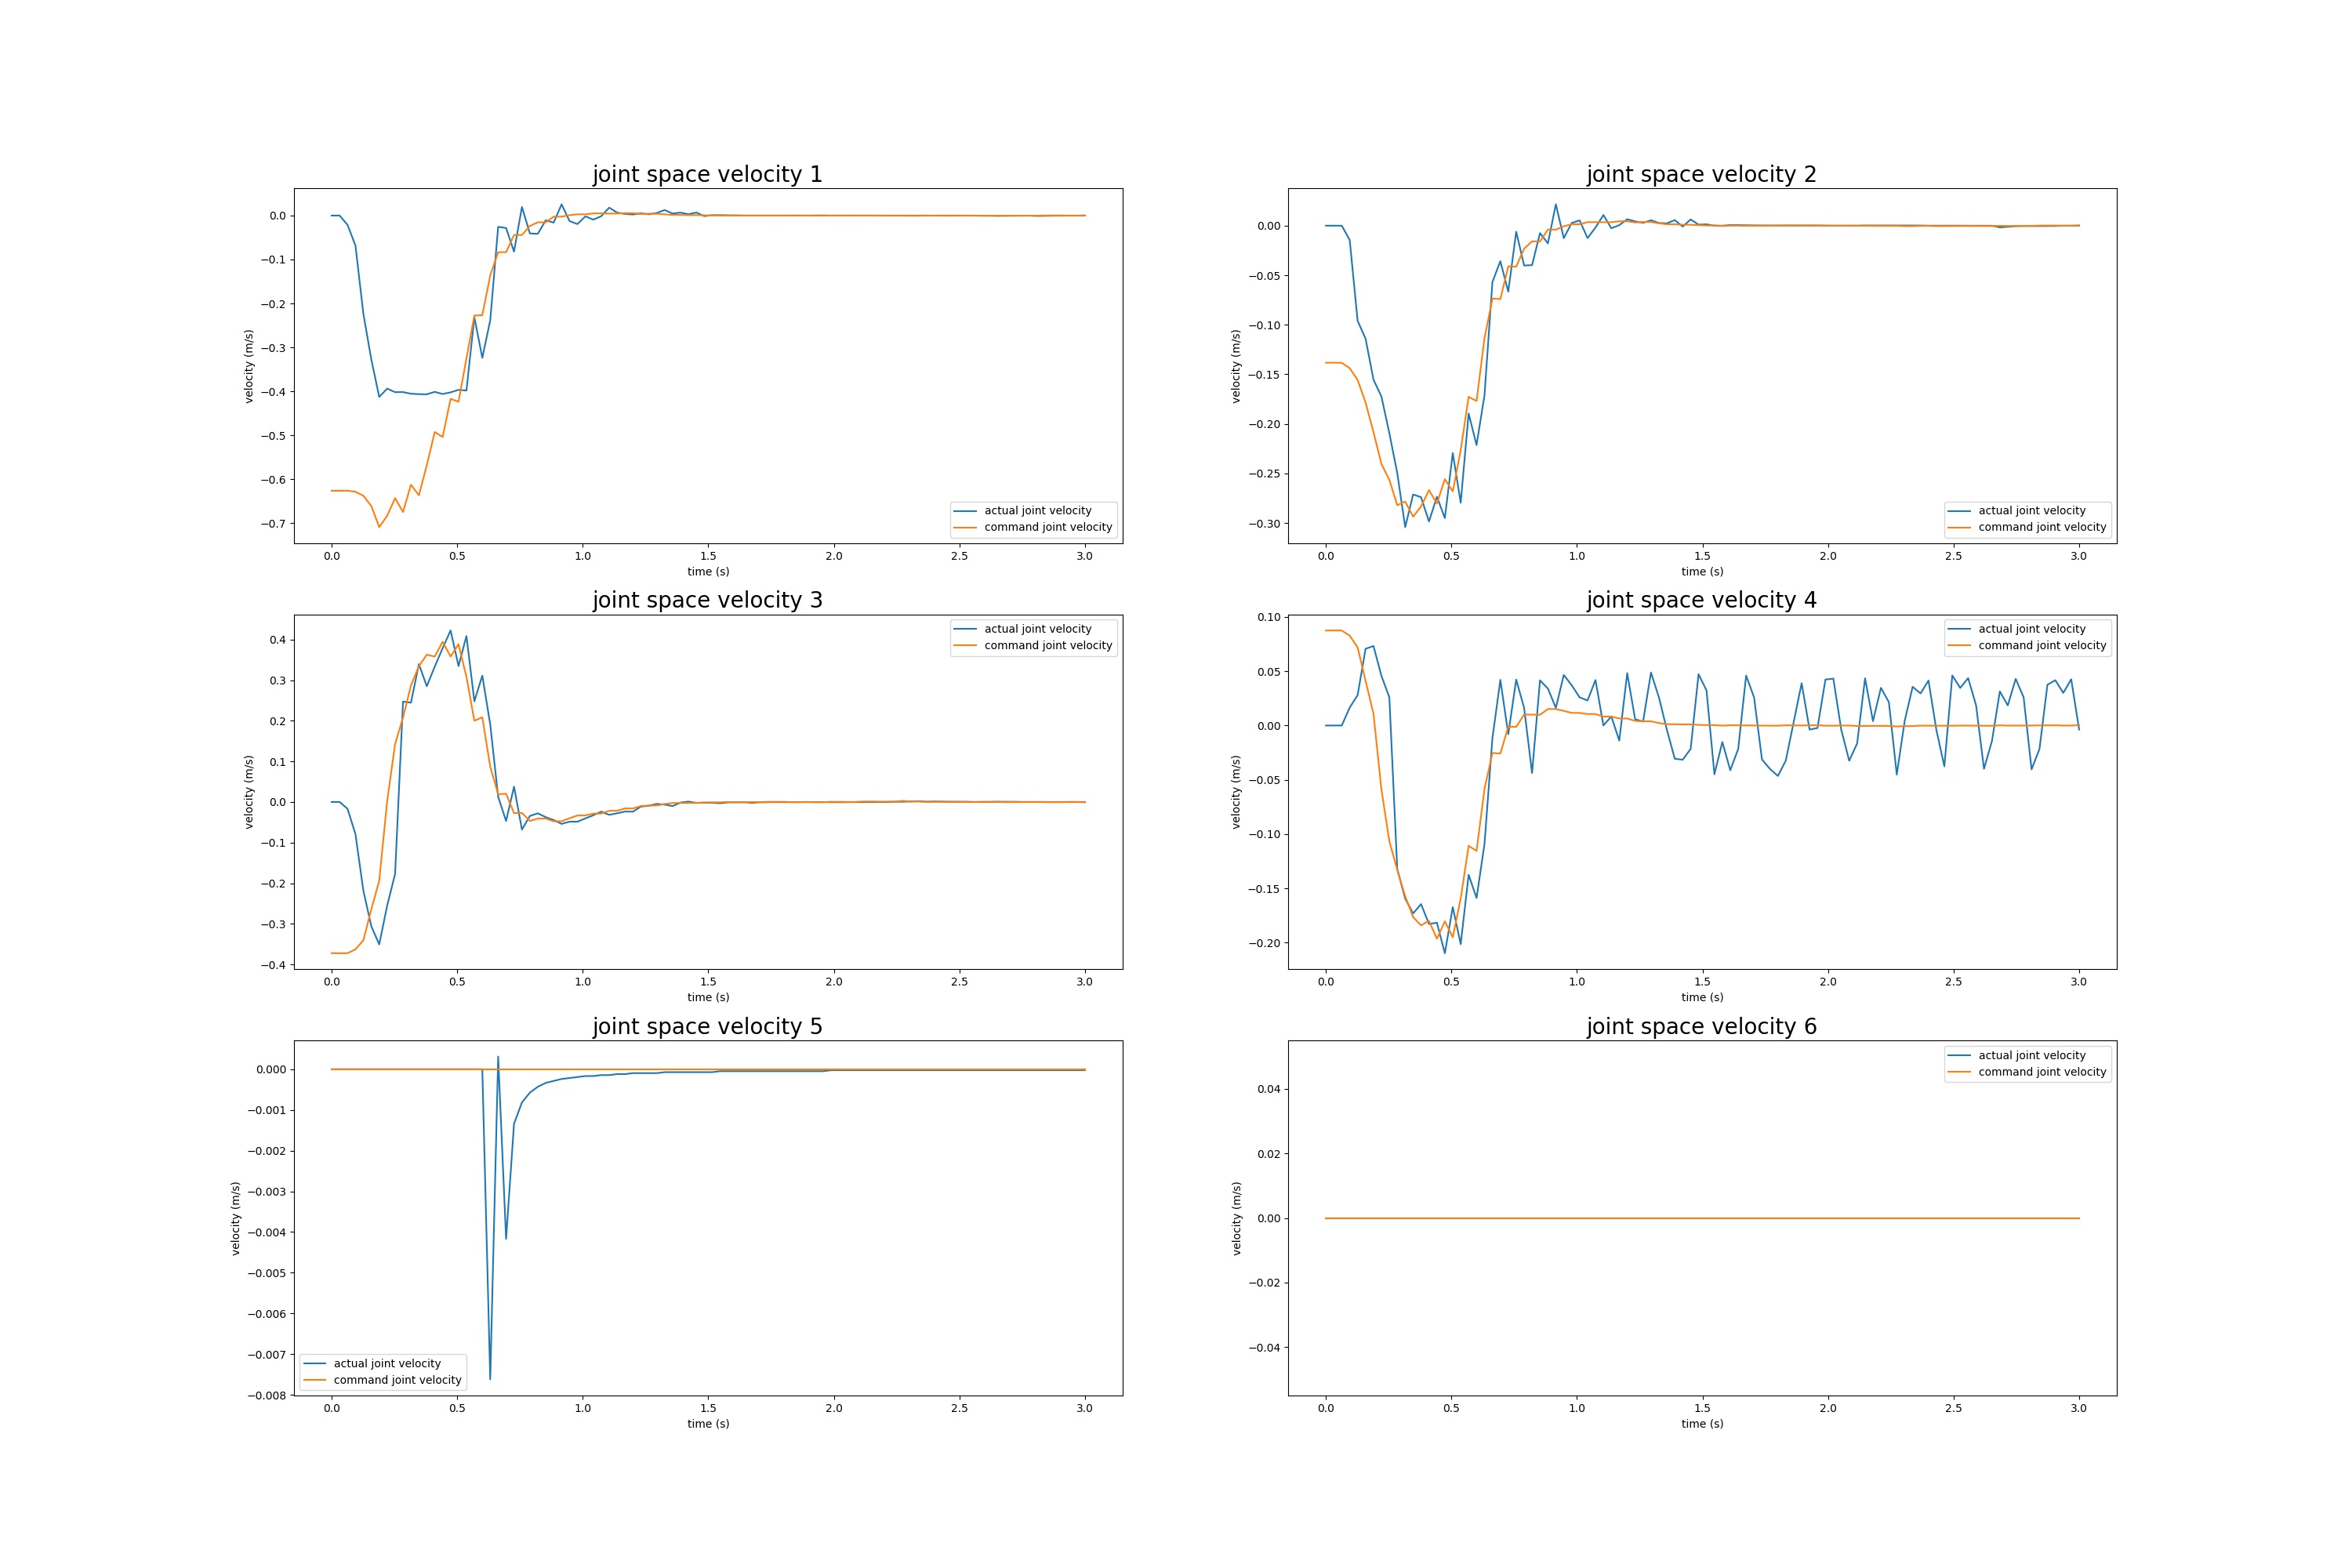 joint space velocity 1
0.0
−0.1
−0.2
−0.3
−0.4
−0.5
−0.6
−0.7
velocity (m/s)
actual joint velocity
command joint velocity
0.0 0.5 1.0 1.5 2.0 2.5 3.0
time (s)
joint space velocity 2
0.00
−0.05
−0.10
−0.15
−0.20
−0.25
−0.30
velocity (m/s)
actual joint velocity
command joint velocity
0.0 0.5 1.0 1.5 2.0 2.5 3.0
time (s)
joint space velocity 3
0.4
0.3
0.2
0.1
0.0
−0.1
−0.2
−0.3
−0.4
velocity (m/s)
actual joint velocity
command joint velocity
0.0 0.5 1.0 1.5 2.0 2.5 3.0
time (s)
joint space velocity 4
0.10
0.05
0.00
−0.05
−0.10
−0.15
−0.20
velocity (m/s)
actual joint velocity
command joint velocity
0.0 0.5 1.0 1.5 2.0 2.5 3.0
time (s)
joint space velocity 5
0.000
−0.001
−0.002
−0.003
−0.004
−0.005
−0.006
−0.007
−0.008
velocity (m/s)
actual joint velocity
command joint velocity
0.0 0.5 1.0 1.5 2.0 2.5 3.0
time (s)
joint space velocity 6
0.04
0.02
0.00
−0.02
−0.04
velocity (m/s)
actual joint velocity
command joint velocity
0.0 0.5 1.0 1.5 2.0 2.5 3.0
time (s)